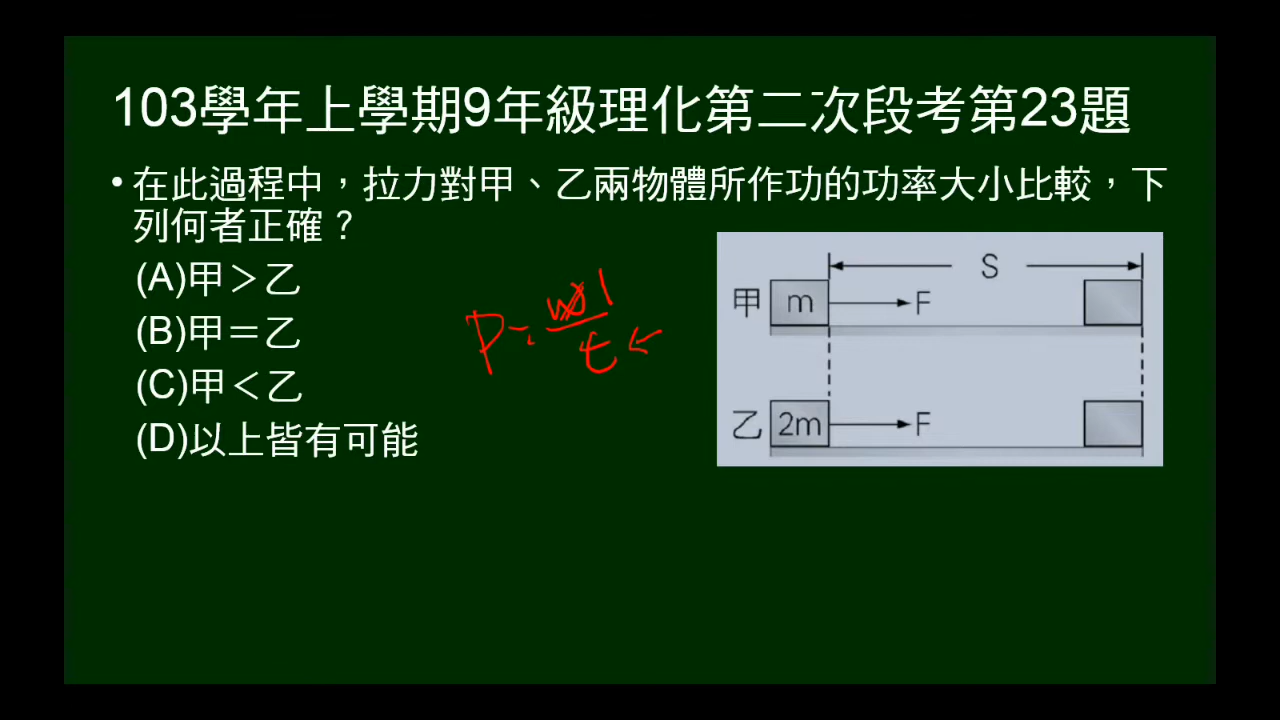 103學年上學期9年級理化第二次段考第23題
•在此過程中，拉力對甲、乙兩物體所作功的功率大小比較，下
列何者正確？
(A)甲＞乙
(B)甲＝乙
(C)甲＜乙
(D)以上皆有可能
P=w1/t
S
甲 m F
乙 2m F